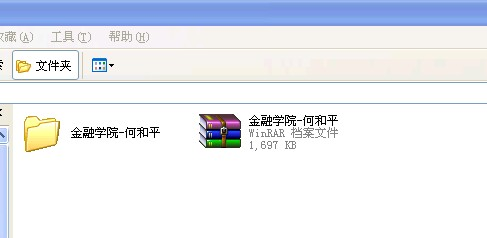 收藏(A) 工具(T) 帮助(H)
文件夹
金融学院-何和平
金融学院-何和平
WinRAR 档案文件
1,697 KB